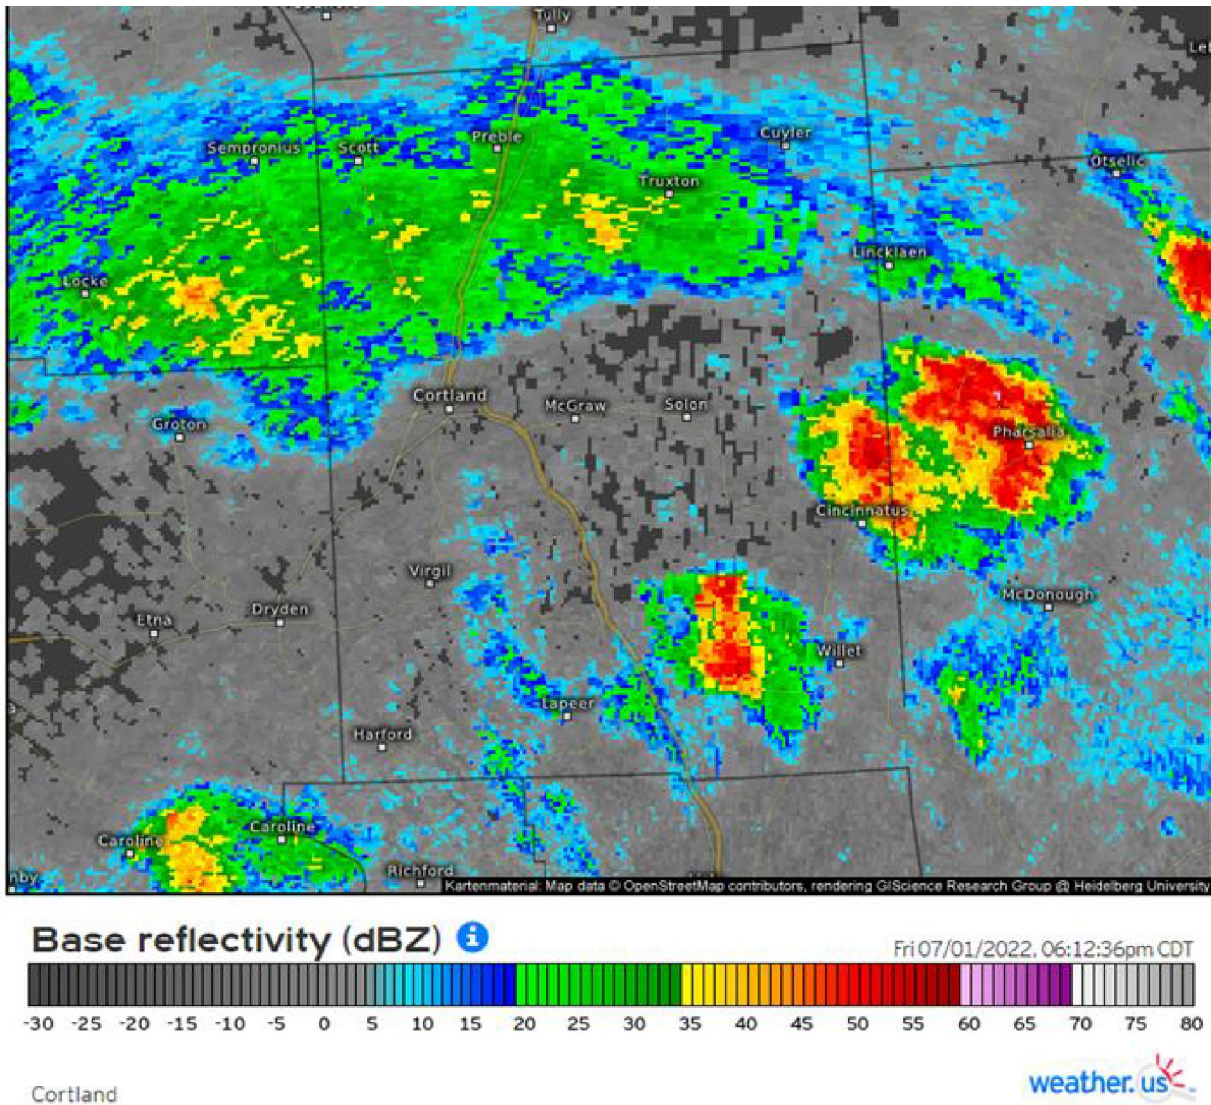 Tully
Cuyler
Preble
Sempronius
Scott
Otselic
Truxton
Lincklaen
Locke
Cortland
McGraw
Solon
Groton
Pharsalia
Cincinnatus
Virgil
McDonough
Dryden
Etna
Willet
Lapeer
Harford
Caroline
Caroline
Richford
nby
Kartenmaterial: Map data © OpenStreetMap contributors, rendering GIScience Research Group @ Heidelberg University
Base reflectivity (dBZ)
Fri 07/01/2022, 06:12:36pm CDT
-30 -25 -20 -15 -10 -5 0 5 10 15 20 25 30 35 40 45 50 55 60 65 70 75 80
weather.us
Cortland